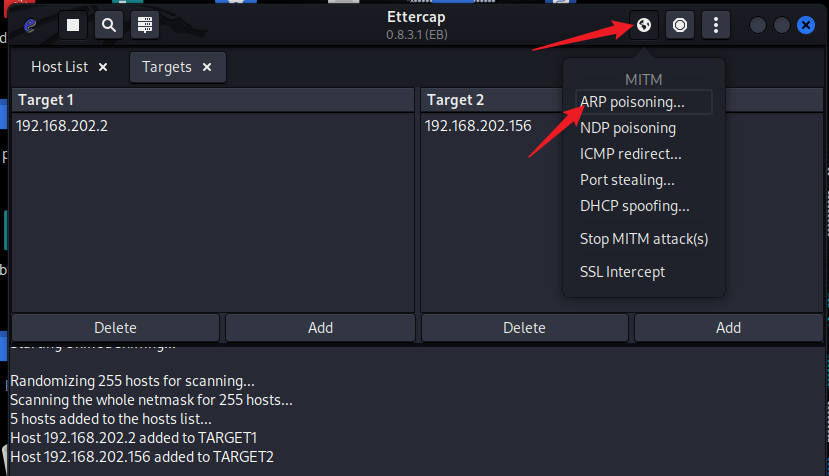 Ettercap
0.8.3.1 (EB)
Host List ×
Targets ×
Target 1
Target 2
192.168.202.2
192.168.202.156
MITM
ARP poisoning...
NDP poisoning
ICMP redirect...
Port stealing...
DHCP spoofing...
Stop MITM attack(s)
SSL Intercept
Delete
Add
Delete
Add
Randomizing 255 hosts for scanning...
Scanning the whole netmask for 255 hosts...
5 hosts added to the hosts list...
Host 192.168.202.2 added to TARGET1
Host 192.168.202.156 added to TARGET2